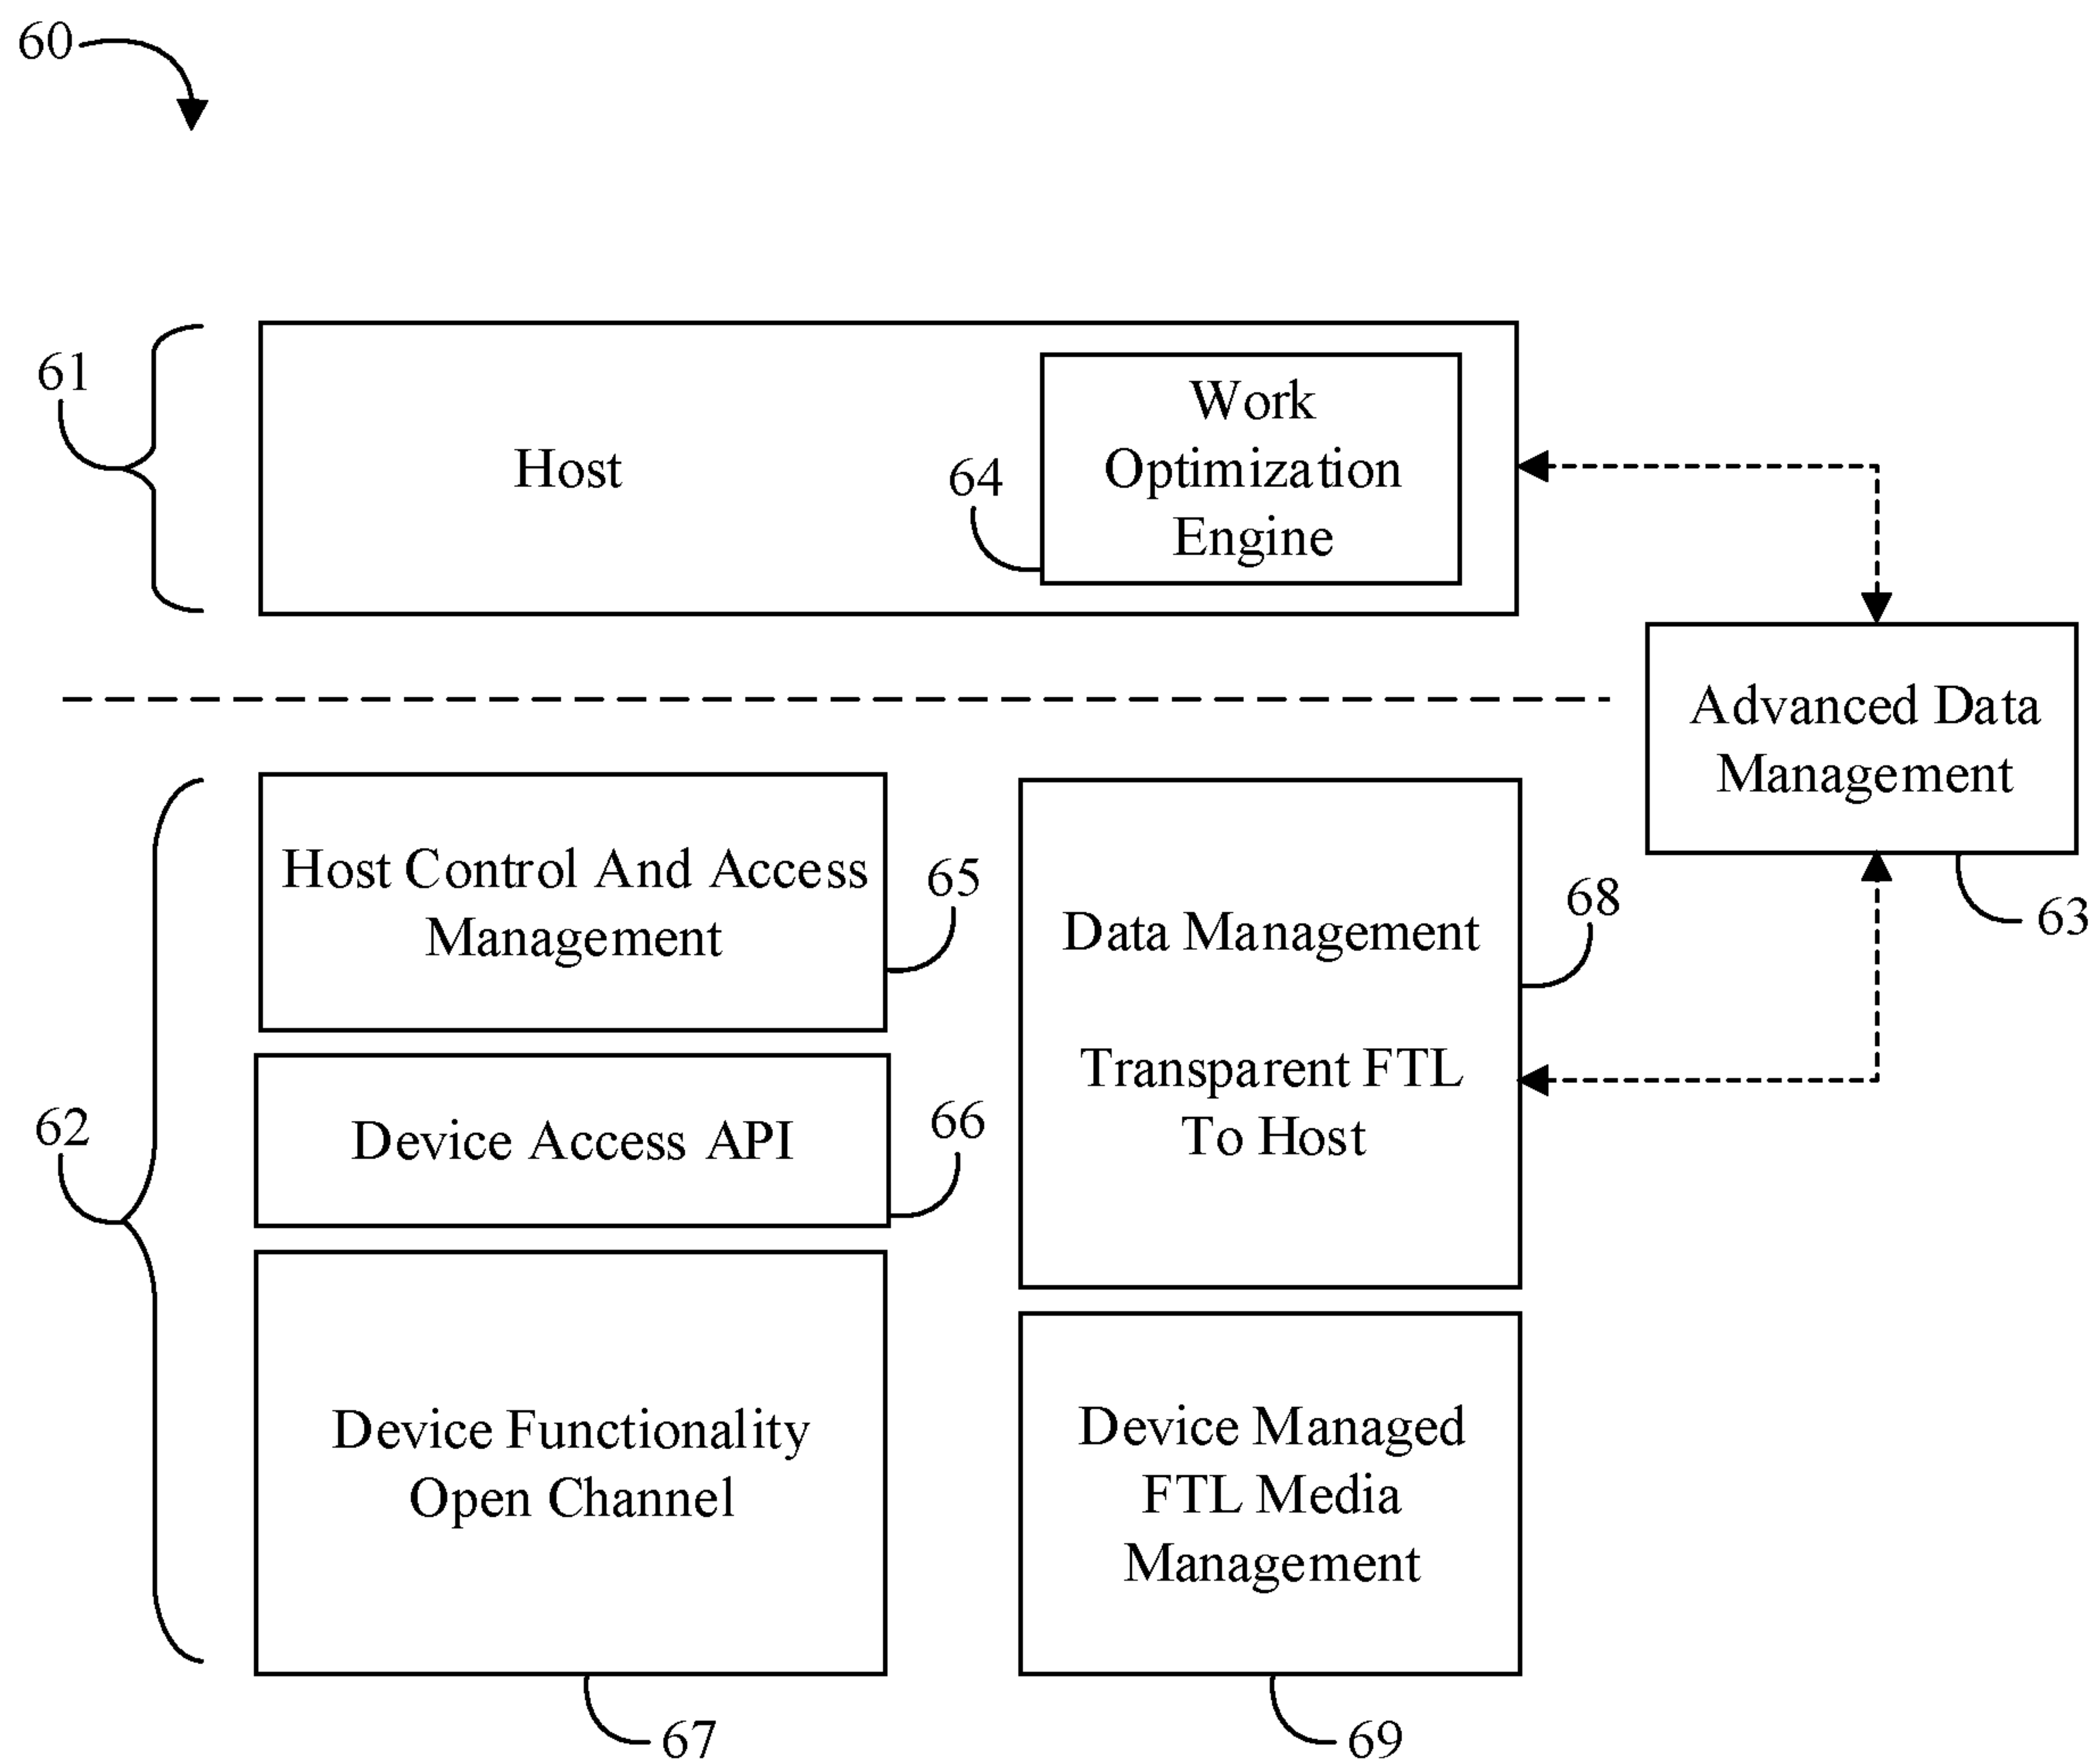 60
61
Host
64
Work
Optimization
Engine
Advanced Data
Management
63
62
Host Control And Access
Management
65
Device Access API
66
Device Functionality
Open Channel
67
Data Management
Transparent FTL
To Host
68
Device Managed
FTL Media
Management
69